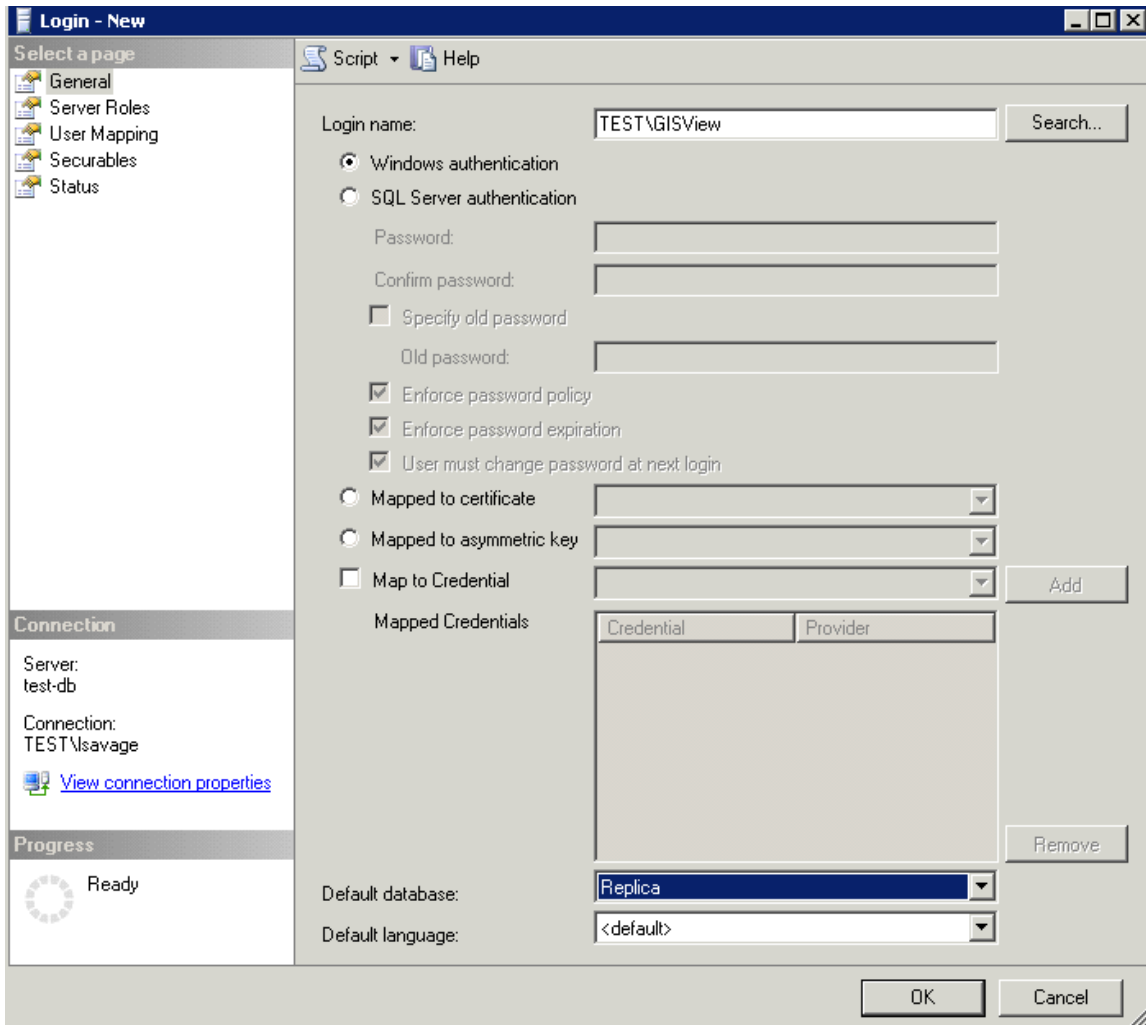 Login - New
Select a page
General
Server Roles
User Mapping
Securables
Status
Script Help
Login name: TEST\GISView Search...
Windows authentication
SQL Server authentication
Password:
Confirm password:
Specify old password
Old password:
Enforce password policy
Enforce password expiration
User must change password at next login
Mapped to certificate
Mapped to asymmetric key
Map to Credential Add
Mapped Credentials Credential Provider
Remove
Default database: Replica
Default language: <default>
Connection
Server:
test-db
Connection:
TEST\lsavage
View connection properties
Progress
Ready
OK Cancel